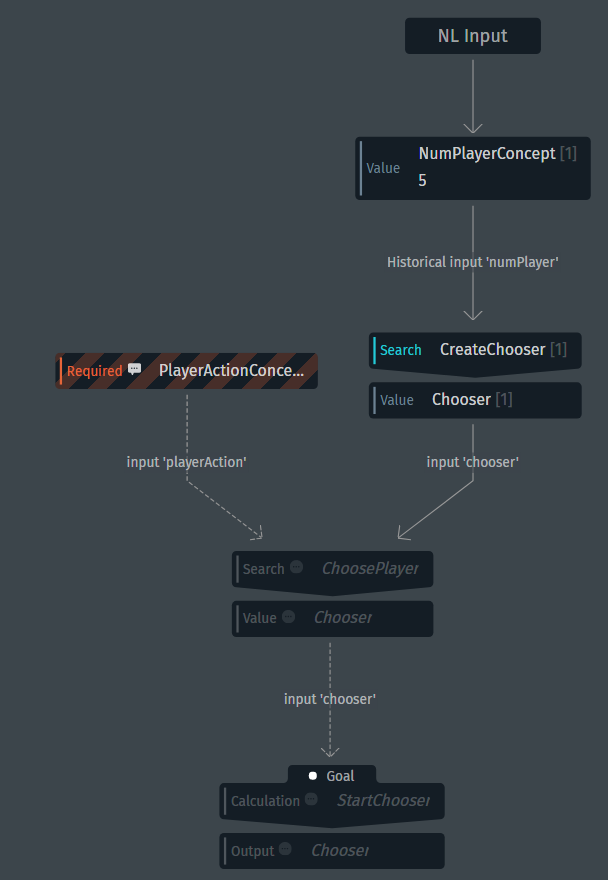 NL Input
Value NumPlayerConcept [1]
5
Historical input 'numPlayer'
Search CreateChooser [1]
Required PlayerActionConce...
Value Chooser [1]
input 'playerAction'
input 'chooser'
Search ChoosePlayer
Value Chooser
input 'chooser'
Goal
Calculation StartChooser
Output Chooser